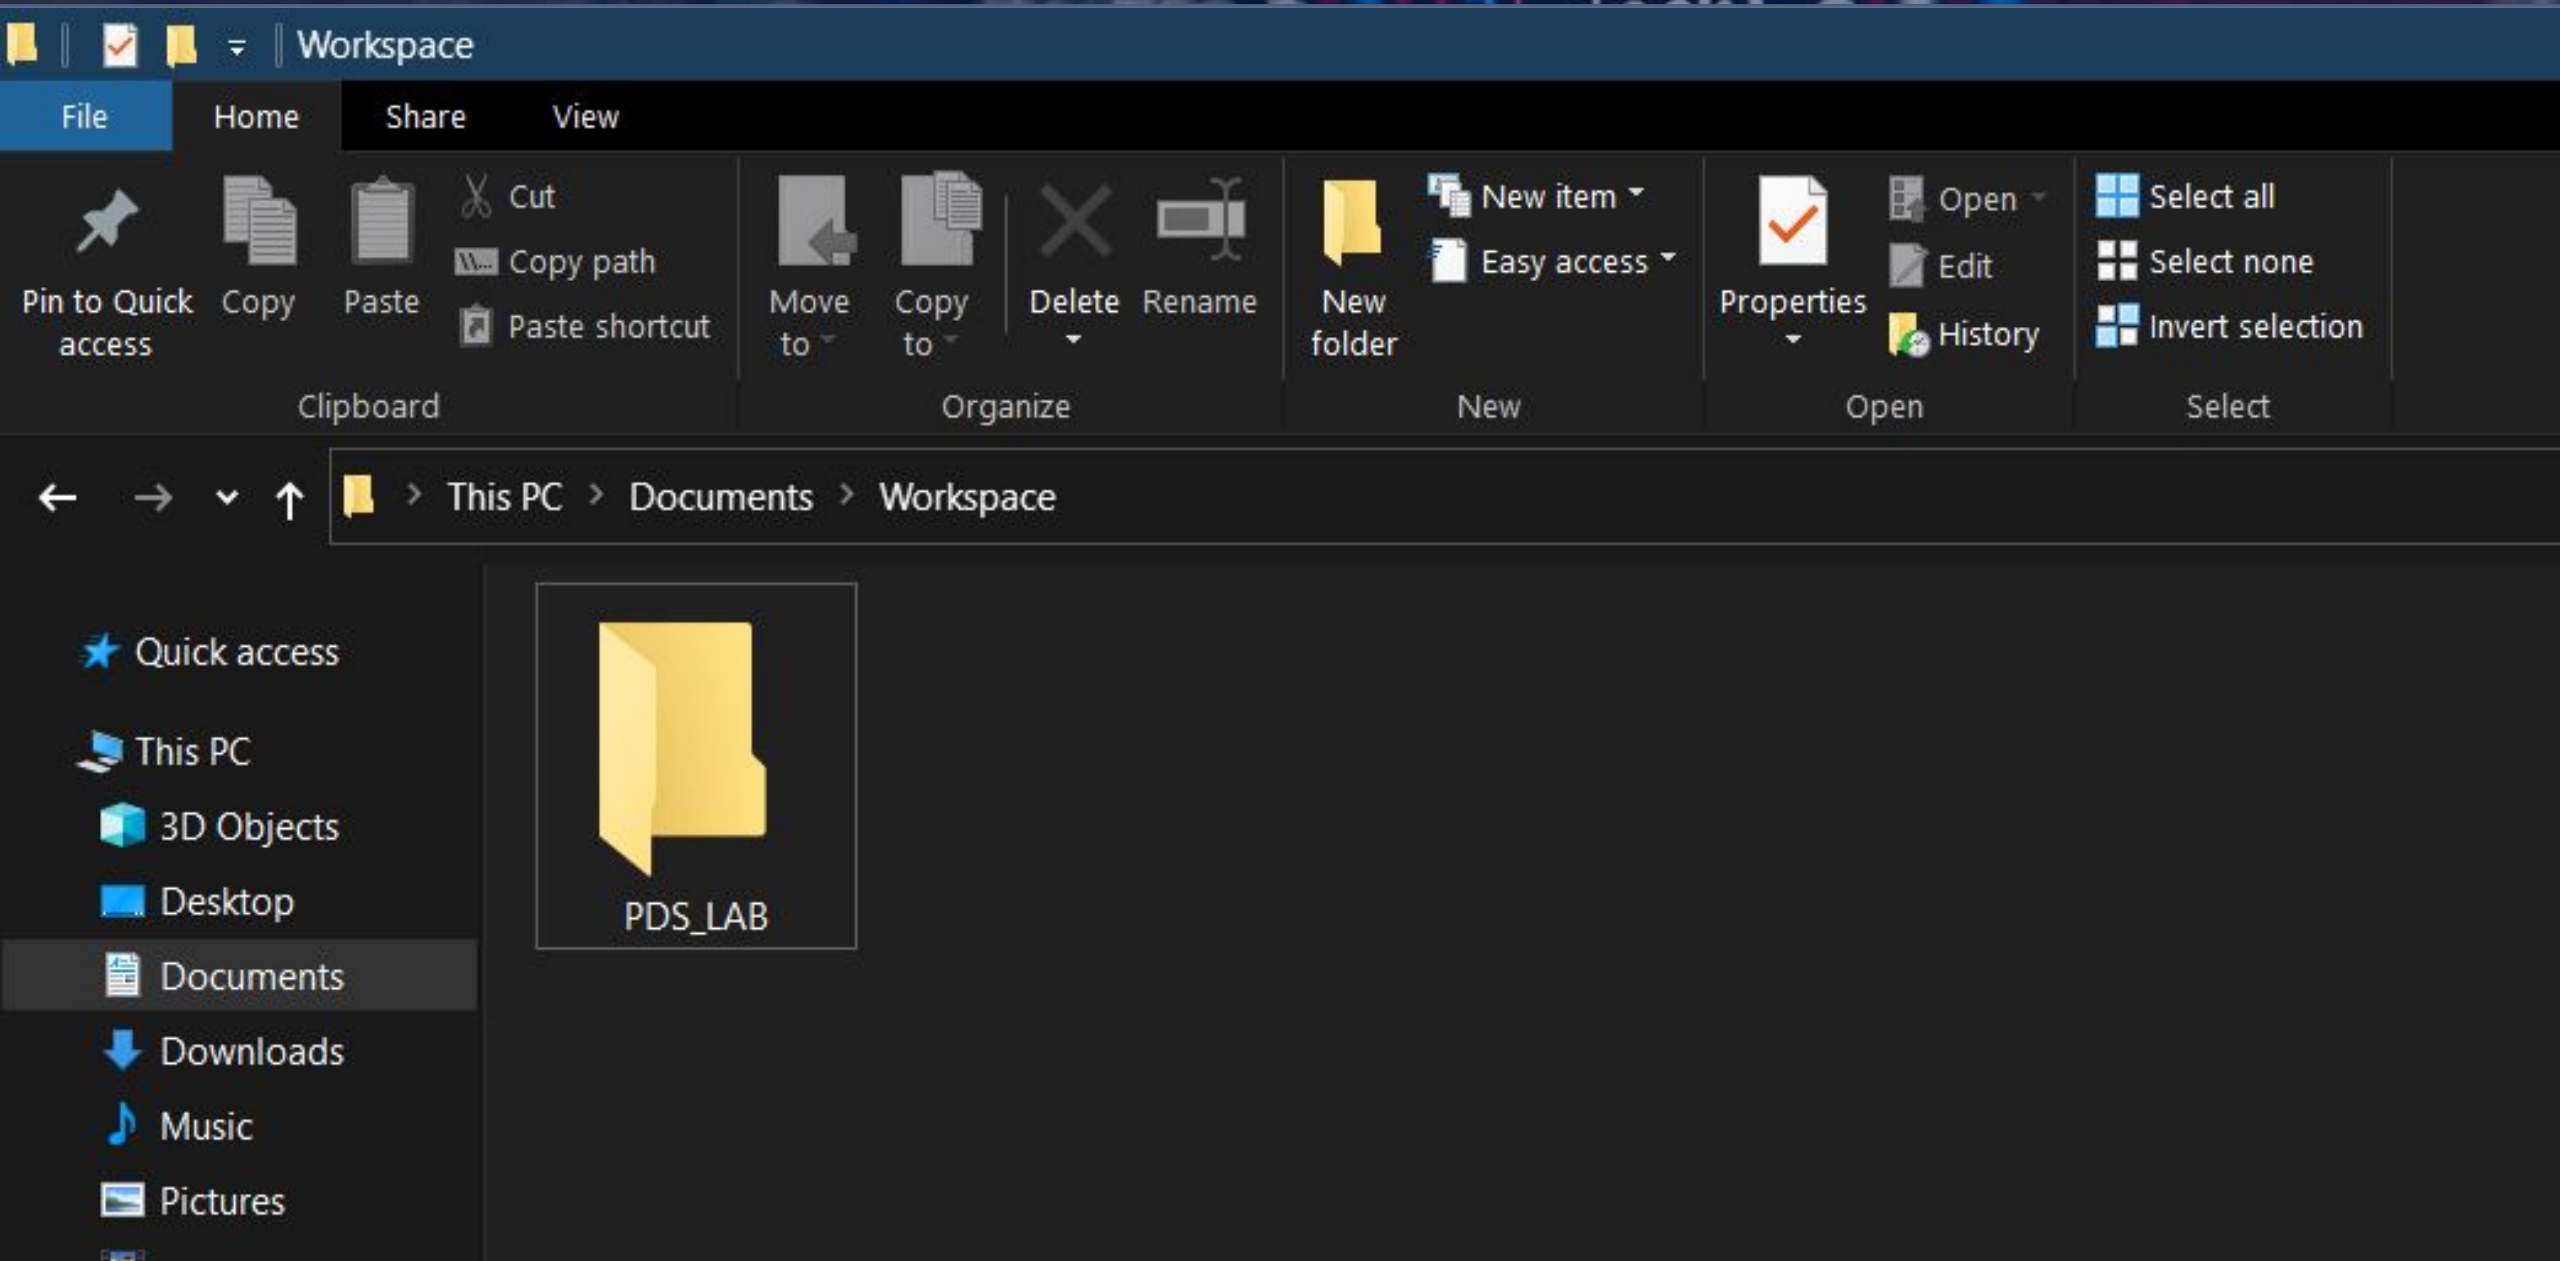 Workspace
File Home Share View
Pin to Quick access
Copy
Paste
Cut
Copy path
Paste shortcut
Clipboard
Move to
Copy to
Delete
Rename
Organize
New folder
New item
Easy access
New
Properties
Open
Edit
History
Open
Select all
Select none
Invert selection
Select
This PC > Documents > Workspace
Quick access
This PC
3D Objects
Desktop
Documents
Downloads
Music
Pictures
PDS_LAB